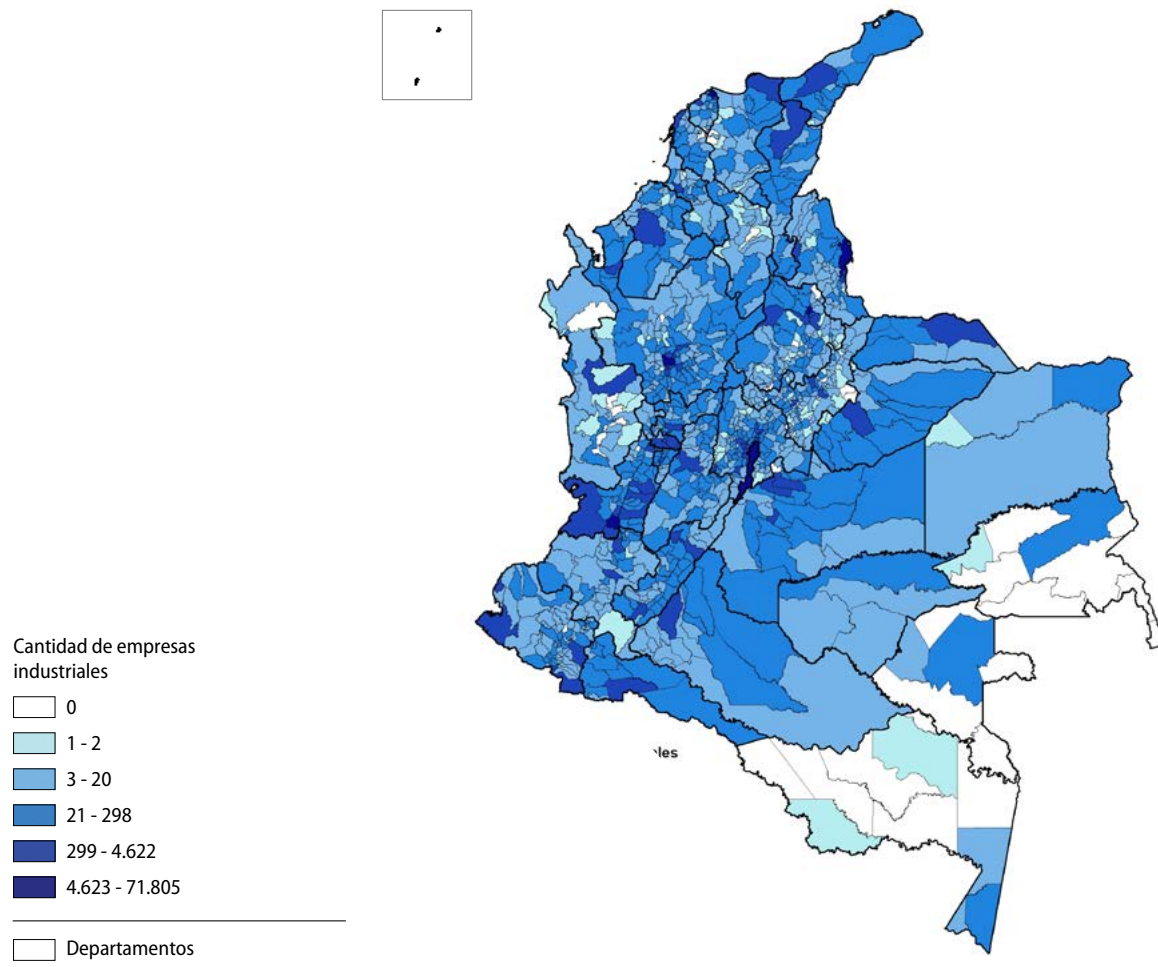 Cantidad de empresas
industriales
0
1 - 2
3 - 20
21 - 298
299 - 4.622
4.623 - 71.805
Departamentos
les